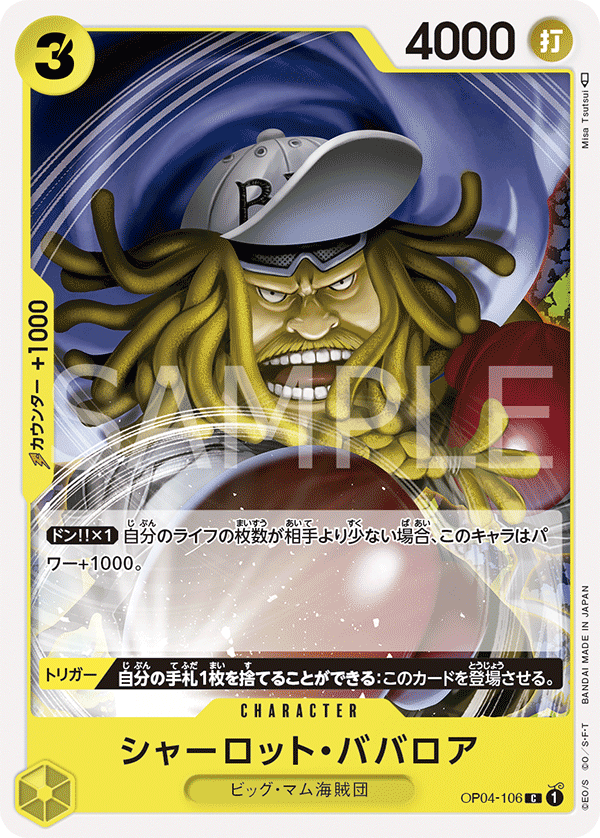 3
4000
打
Misa Tsutsui
B
SAMPLE
カウンター +1000
ドン!!×1 自分のライフの枚数が相手より少ない場合、このキャラはパ
ワー+1000。
トリガー 自分の手札1枚を捨てることができる:このカードを登場させる。
CHARACTER
シャーロット・ババロア
ビッグ・マム海賊団
OP04-106 C 1
©E.O/S ©O/S・F・T BANDAI MADE IN JAPAN